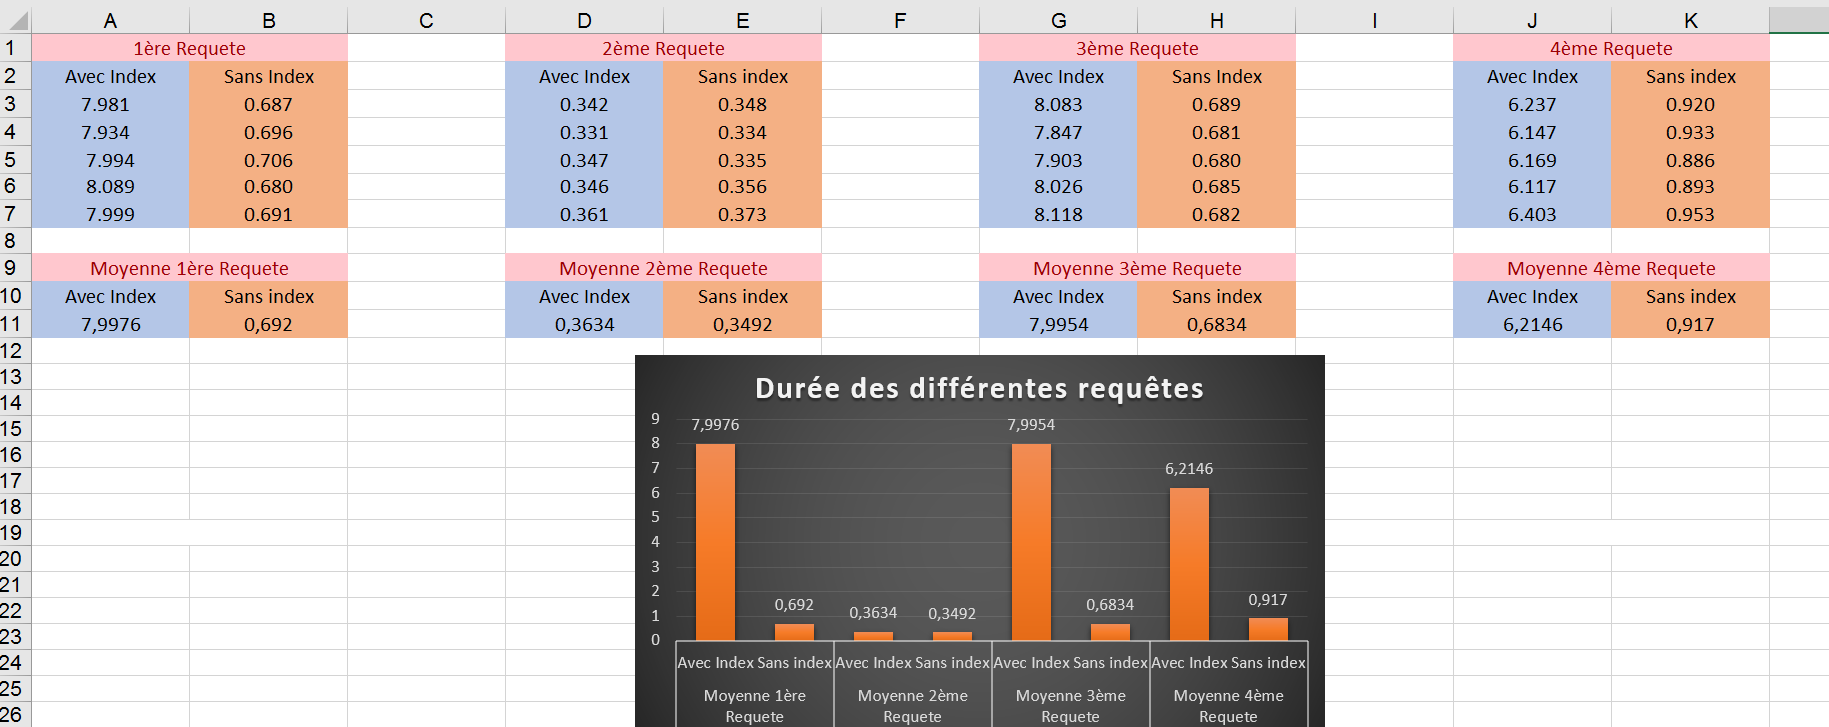 A B C D E F G H I J K
1 1ère Requete 2ème Requete 3ème Requete 4ème Requete
2 Avec Index Sans Index Avec Index Sans index Avec Index Sans Index Avec Index Sans index
3 7.981 0.687 0.342 0.348 8.083 0.689 6.237 0.920
4 7.934 0.696 0.331 0.334 7.847 0.681 6.147 0.933
5 7.994 0.706 0.347 0.335 7.903 0.680 6.169 0.886
6 8.089 0.680 0.346 0.356 8.026 0.685 6.117 0.893
7 7.999 0.691 0.361 0.373 8.118 0.682 6.403 0.953
8
9 Moyenne 1ère Requete Moyenne 2ème Requete Moyenne 3ème Requete Moyenne 4ème Requete
10 Avec Index Sans index Avec Index Sans index Avec Index Sans index Avec Index Sans index
11 7,9976 0,692 0,3634 0,3492 7,9954 0,6834 6,2146 0,917
12
13
14
15
16
17
18
19
20
21
22
23
24
25
26
Durée des différentes requêtes
9
8
7
6
5
4
3
2
1
0
7,9976 0,692 0,3634 0,3492 7,9954 0,6834 6,2146 0,917
Avec Index Sans index Avec Index Sans index Avec Index Sans index Avec Index Sans index
Moyenne 1ère Moyenne 2ème Moyenne 3ème Moyenne 4ème
Requete Requete Requete Requete